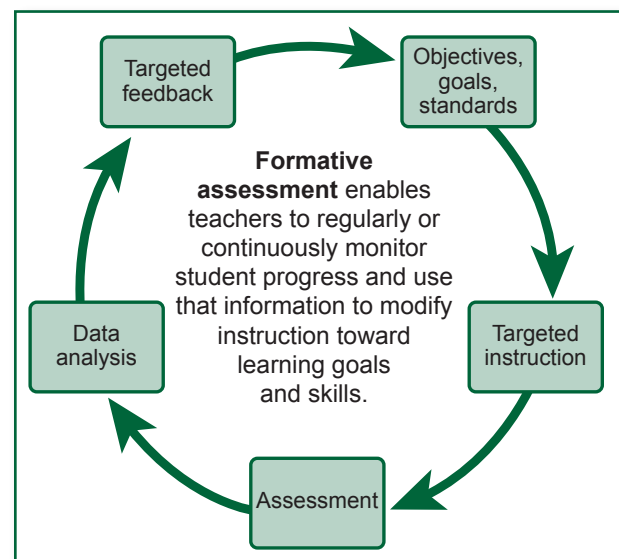 Targeted
feedback
Objectives,
goals,
standards
Formative
assessment enables
teachers to regularly or
continuously monitor
student progress and use
that information to modify
instruction toward
learning goals
and skills.
Data
analysis
Targeted
instruction
Assessment